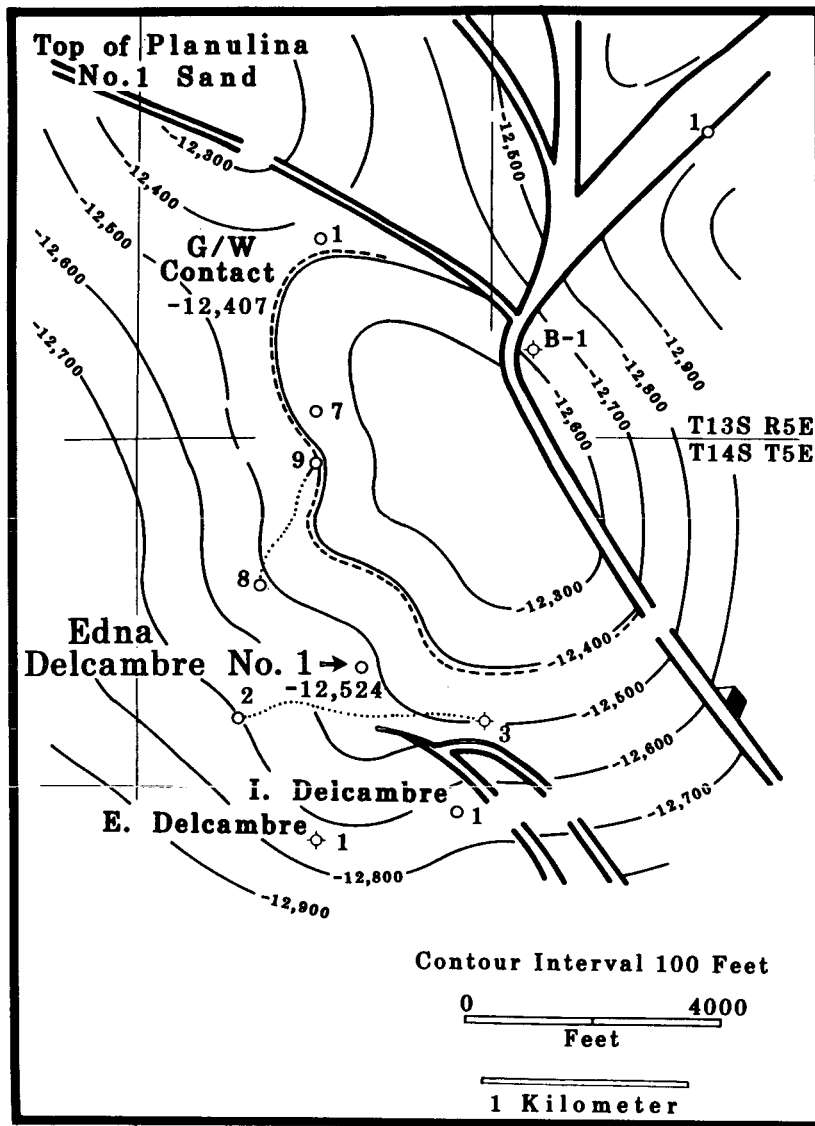 Top of Planulina
No.1 Sand
-12,300
-12,400
-12,500
-12,600
-12,700
-12,500
1
1
G/W
Contact
-12,407
B-1
-12,900
-12,800
-12,700
-12,600
7
T13S R5E
T14S T5E
9
8
-12,300
-12,400
Edna
Delcambre No. 1
-12,524
2
3
-12,500
-12,600
-12,700
I. Delcambre
1
E. Delcambre
1
-12,800
-12,900
Contour Interval 100 Feet
0 4000
Feet
1 Kilometer